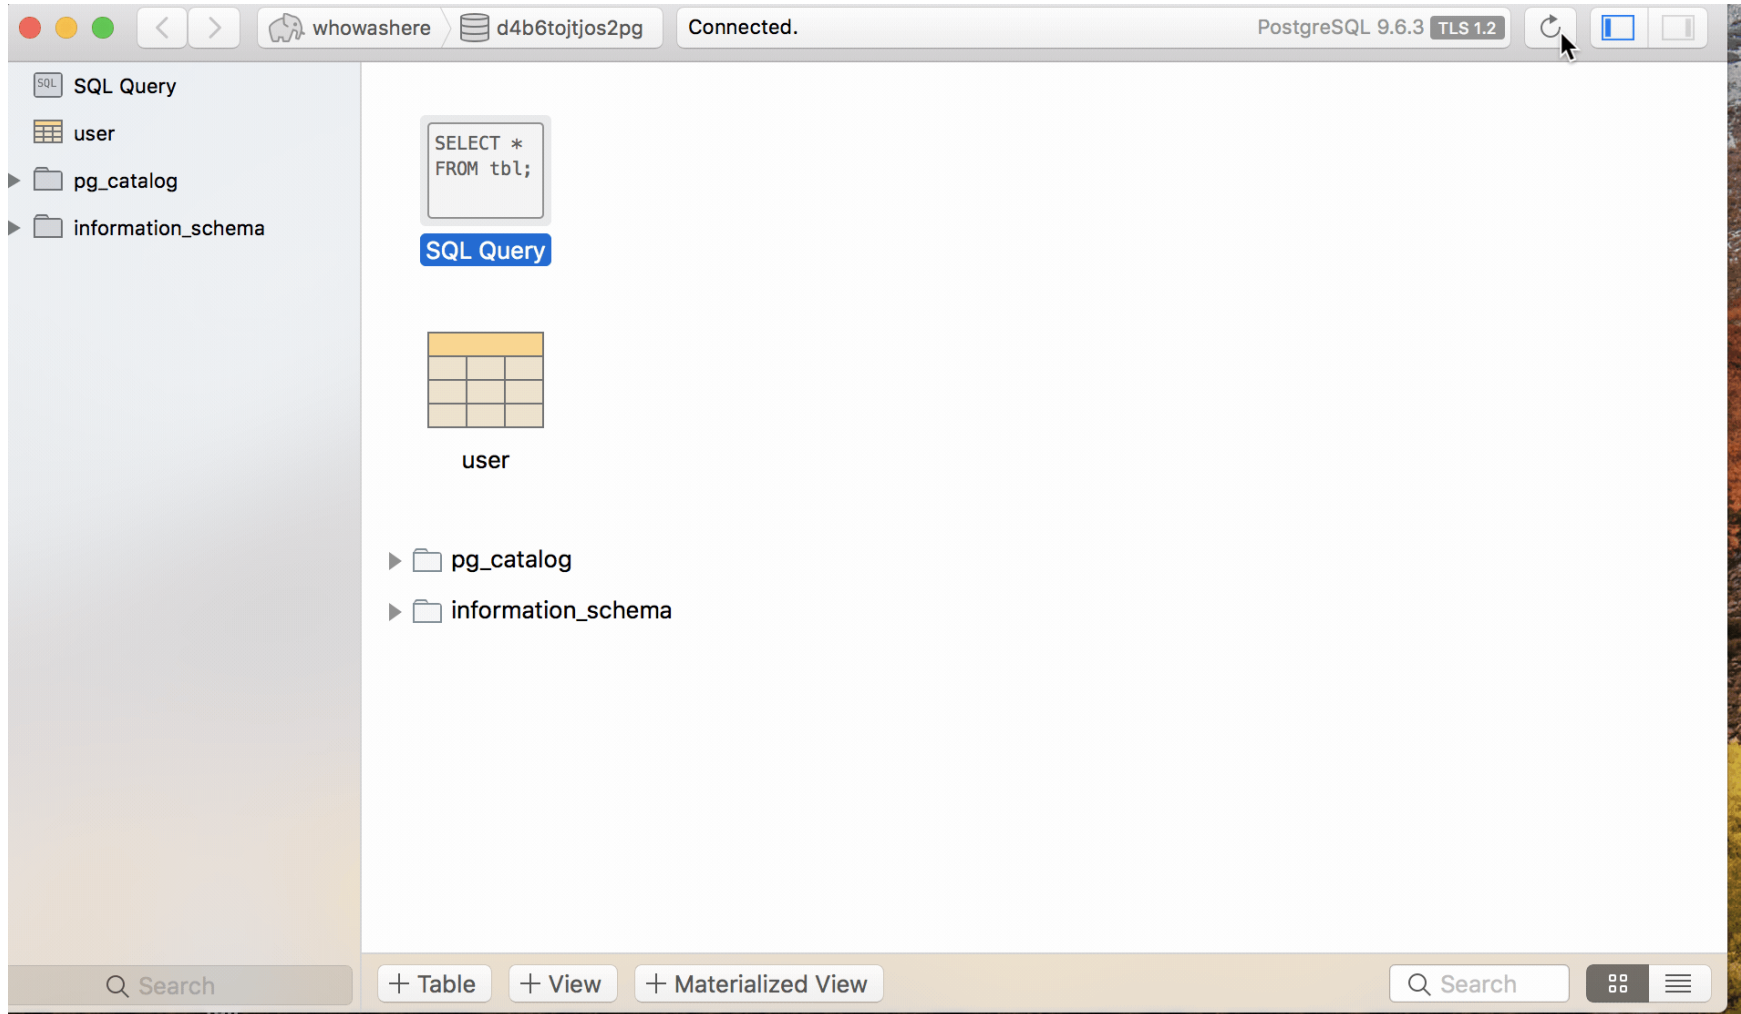 whowashere
d4b6tojtjos2pg
Connected.
PostgreSQL 9.6.3 TLS 1.2
SQL SQL Query
user
pg_catalog
information_schema
SELECT *
FROM tbl;
SQL Query
user
pg_catalog
information_schema
Search
+ Table
+ View
+ Materialized View
Search